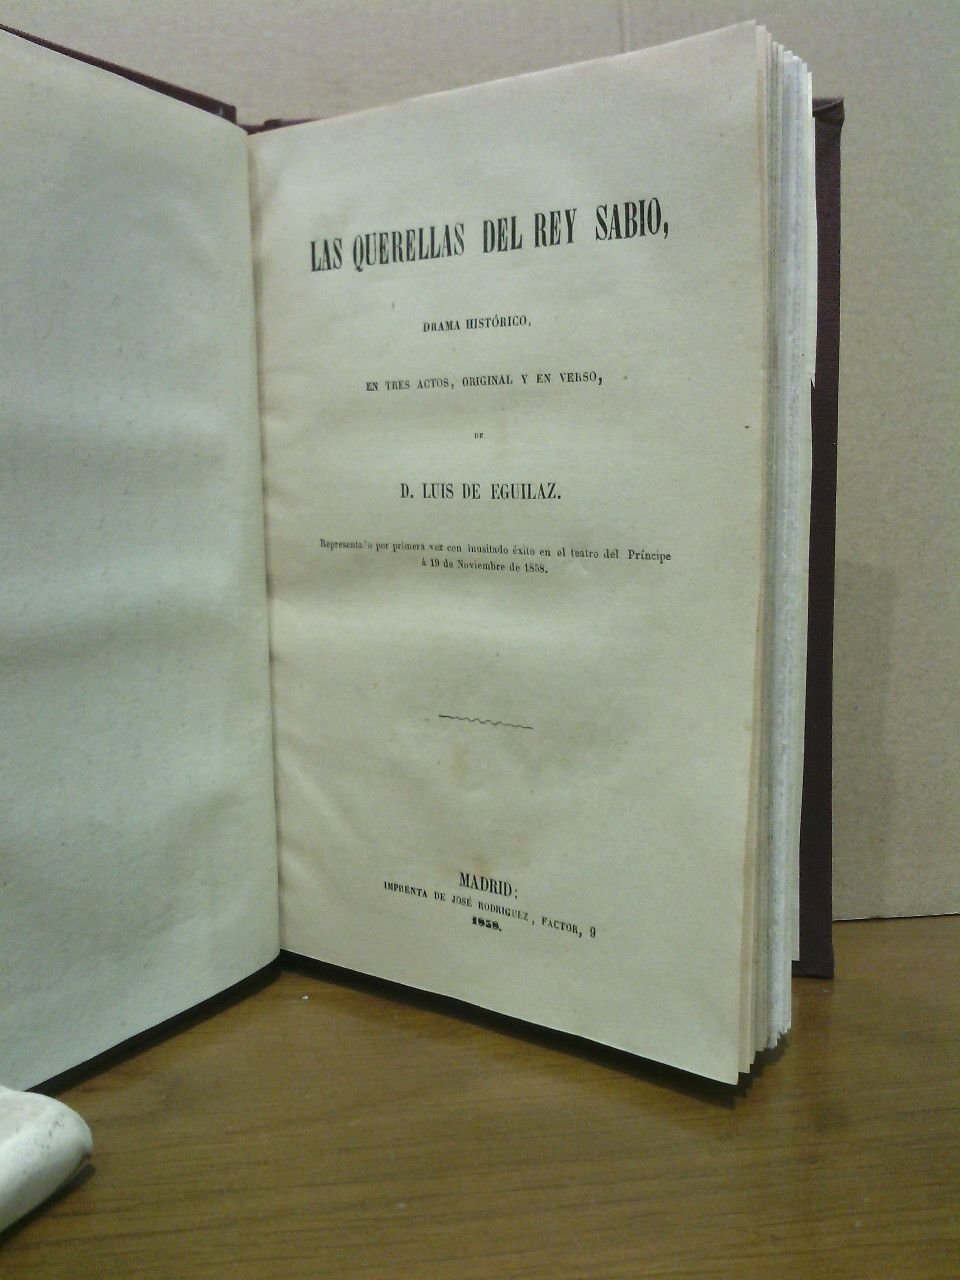 LAS QUERELLAS DEL REY SABIO,
DRAMA HISTÓRICO,
EN TRES ACTOS, ORIGINAL Y EN VERSO,
DE
D. LUIS DE EGUILAZ.
Representa'o por primera vez con inusitado éxito en el teatro del Príncipe
á 19 de Noviembre de 1858.
MADRID:
IMPRENTA DE JOSÉ RODRIGUEZ, FACTOR, 9
1858.